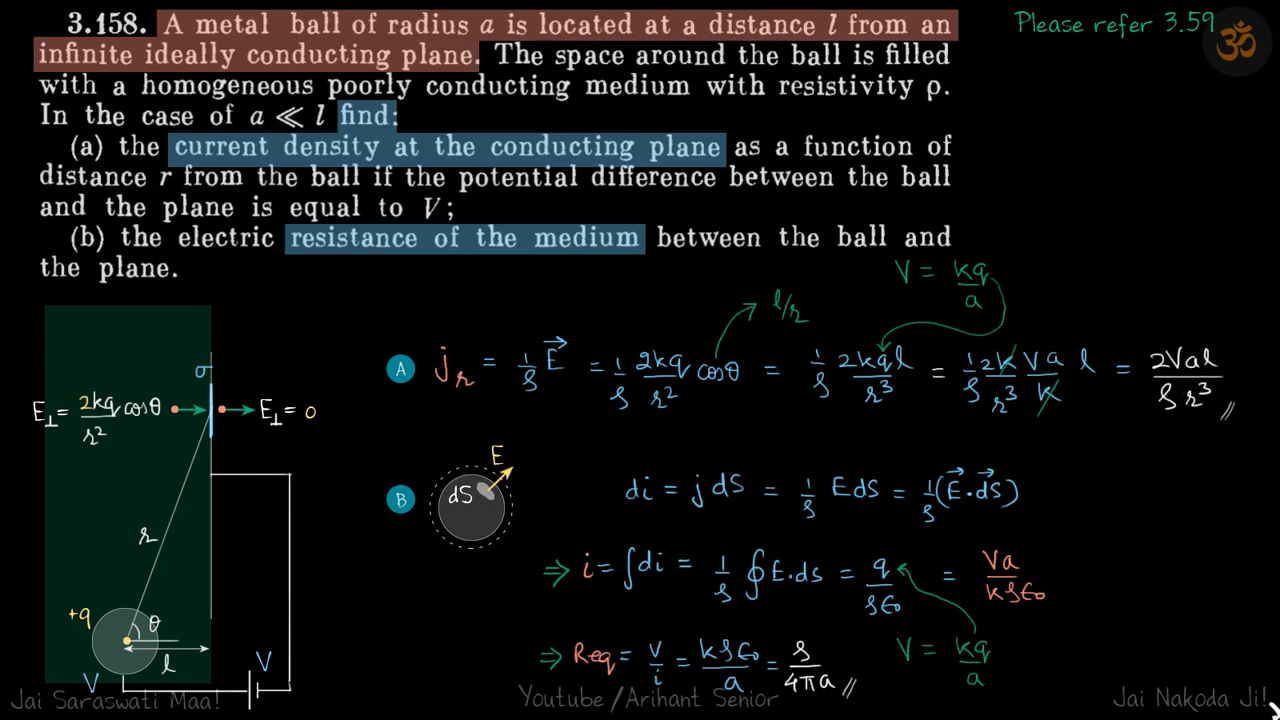 3.158. A metal ball of radius a is located at a distance l from an
infinite ideally conducting plane. The space around the ball is filled
with a homogeneous poorly conducting medium with resistivity ρ.
In the case of a ≪ l find:
(a) the current density at the conducting plane as a function of
distance r from the ball if the potential difference between the ball
and the plane is equal to V;
(b) the electric resistance of the medium between the ball and
the plane.
Please refer 3.59
ॐ
V = kq/a
l/r
A j_r = 1/ρ E⃗ = 1/ρ 2kq/r² cosθ = 1/ρ 2kql/r³ = 1/ρ 2k/r³ Va/k l = 2Val/ρr³ //
σ
E⊥ = 2kq/r² cosθ
E⊥ = 0
r
+q
θ
l
V
V
B
dS
E
di = j dS = 1/ρ E dS = 1/ρ (E⃗ · dS⃗)
⇒ i = ∫di = 1/ρ ∮E·ds = q/ρε₀ = Va/kρε₀
⇒ Req = V/i = kρε₀/a = ρ/4πa //
V = kq/a
Jai Saraswati Maa!
Youtube /Arihant Senior
Jai Nakoda Ji!